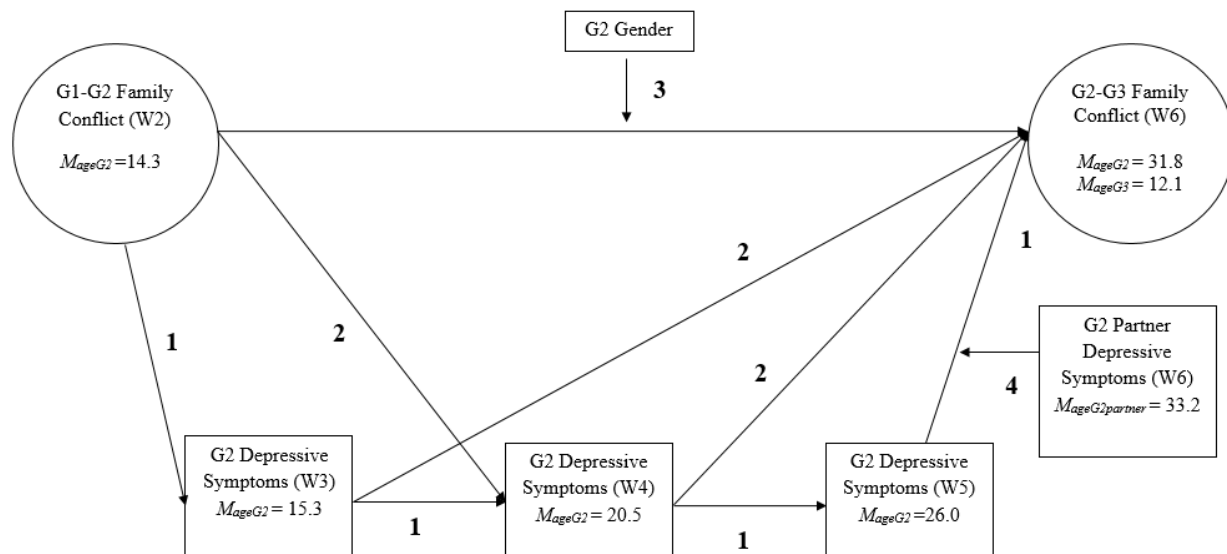 G2 Gender
3
G1-G2 Family
Conflict (W2)
MageG2 =14.3
G2-G3 Family
Conflict (W6)
MageG2 = 31.8
MageG3 = 12.1
2
1
1
2
2
G2 Partner
Depressive
Symptoms (W6)
MageG2partner = 33.2
4
G2 Depressive
Symptoms (W3)
MageG2 = 15.3
1
G2 Depressive
Symptoms (W4)
MageG2 = 20.5
1
G2 Depressive
Symptoms (W5)
MageG2 =26.0